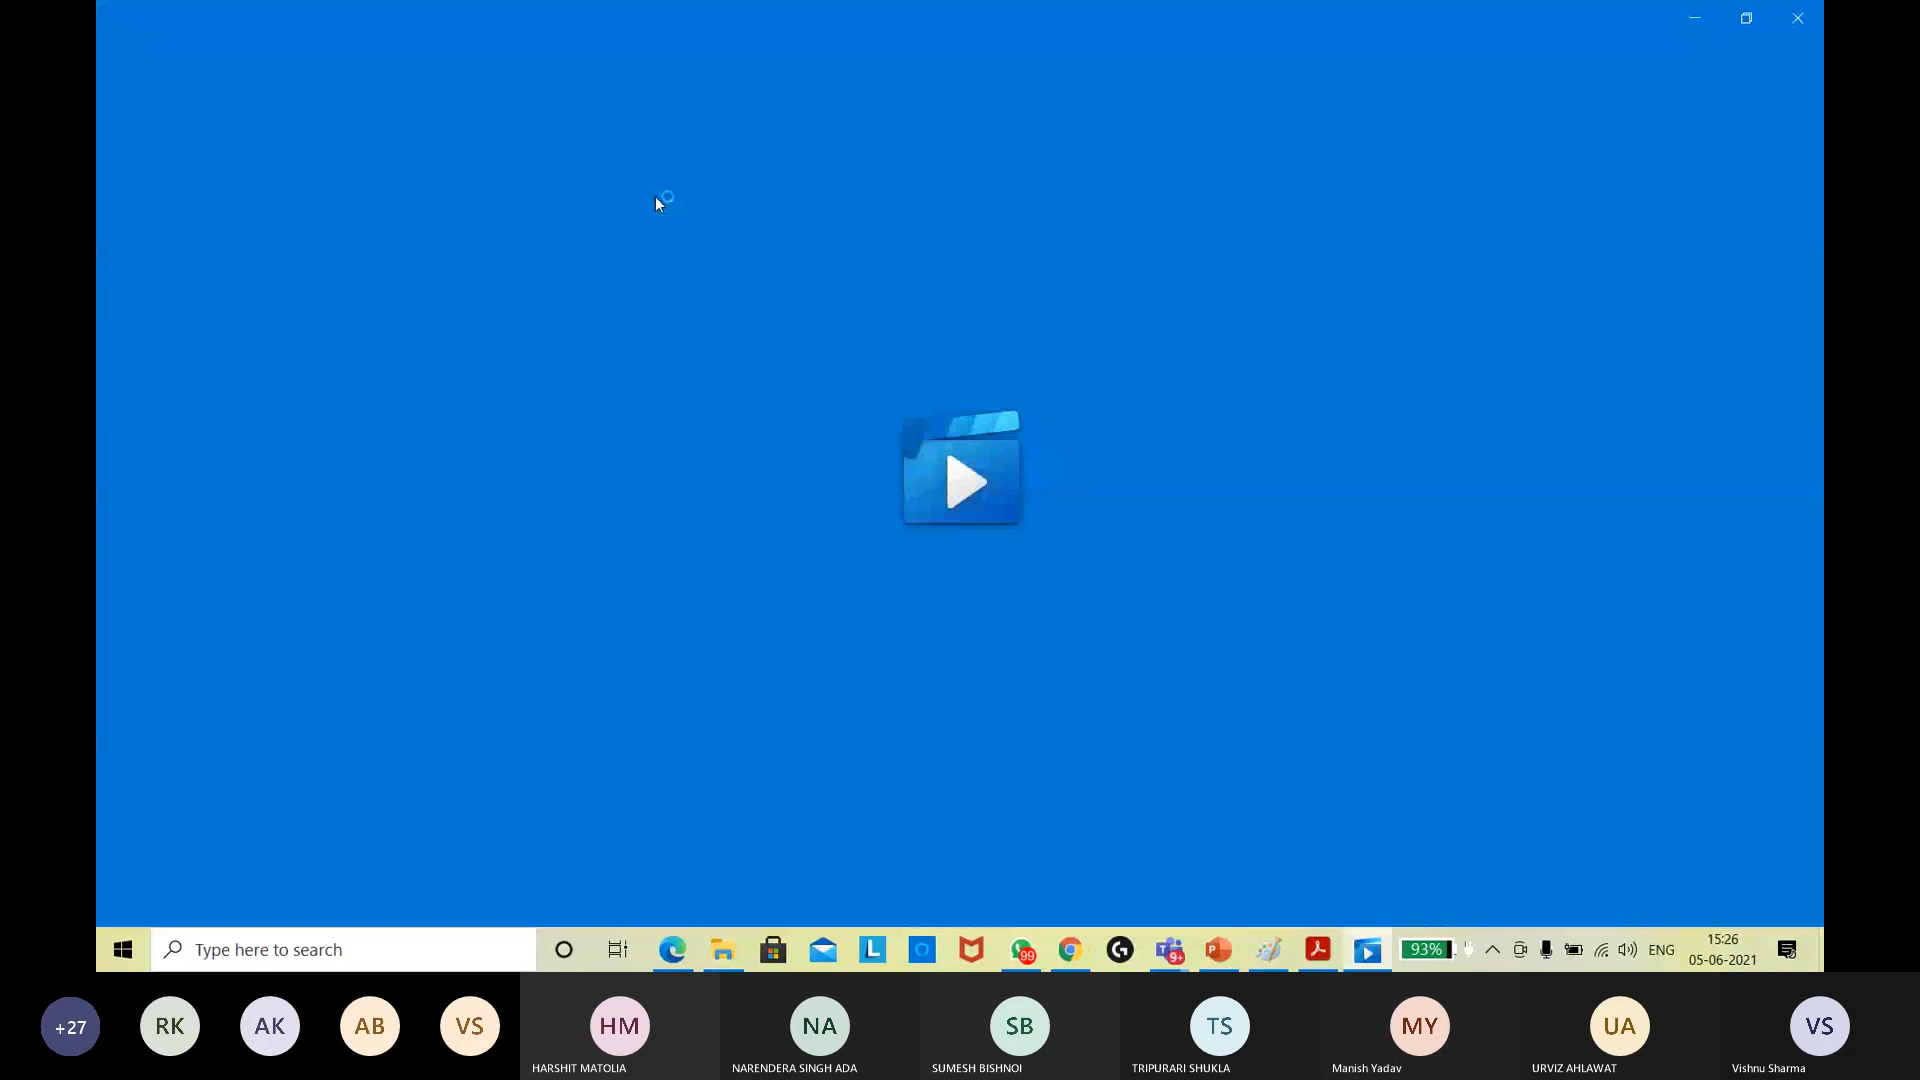 Type here to search
L
99
9+
93%
ENG
15:26
05-06-2021
+27
RK
AK
AB
VS
HM
NA
SB
TS
MY
UA
VS
HARSHIT MATOLIA
NARENDERA SINGH ADA
SUMESH BISHNOI
TRIPURARI SHUKLA
Manish Yadav
URVIZ AHLAWAT
Vishnu Sharma